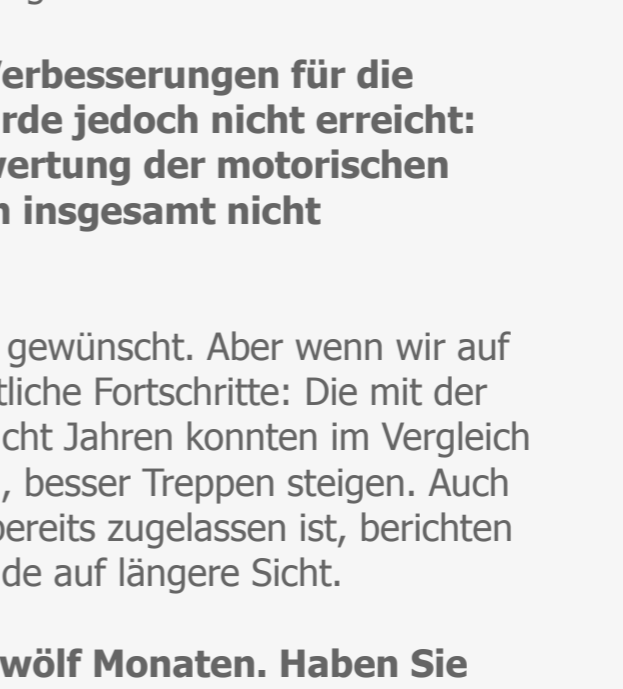 erbesserungen für die
rde jedoch nicht erreicht:
ertung der motorischen
insgesamt nicht
gewünscht. Aber wenn wir auf
tliche Fortschritte: Die mit der
cht Jahren konnten im Vergleich
, besser Treppen steigen. Auch
bereits zugelassen ist, berichten
de auf längere Sicht.
wölf Monaten. Haben Sie